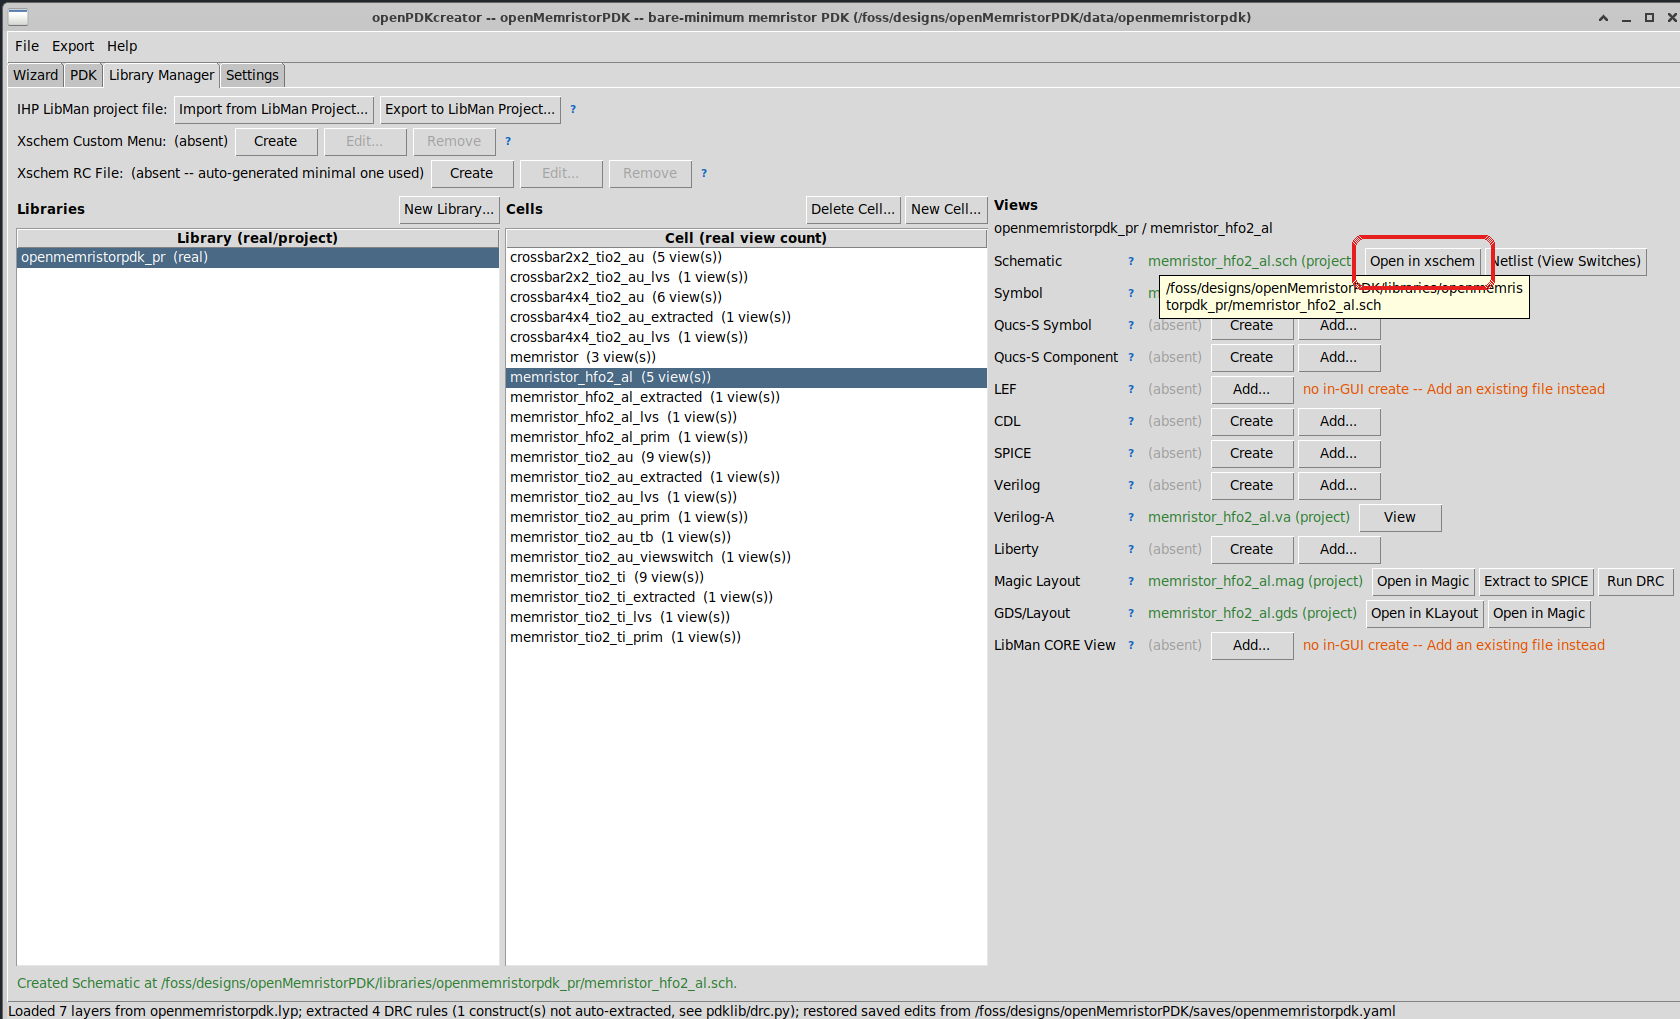 openPDKcreator -- openMemristorPDK -- bare-minimum memristor PDK (/foss/designs/openMemristorPDK/data/openmemristorpdk)
File Export Help
Wizard PDK Library Manager Settings
IHP LibMan project file: Import from LibMan Project... Export to LibMan Project... ?
Xschem Custom Menu: (absent) Create Edit... Remove ?
Xschem RC File: (absent -- auto-generated minimal one used) Create Edit... Remove ?
Libraries New Library...
Library (real/project)
openmemristorpdk_pr (real)
Cells Delete Cell... New Cell...
Cell (real view count)
crossbar2x2_tio2_au (5 view(s))
crossbar2x2_tio2_au_lvs (1 view(s))
crossbar4x4_tio2_au (6 view(s))
crossbar4x4_tio2_au_extracted (1 view(s))
crossbar4x4_tio2_au_lvs (1 view(s))
memristor (3 view(s))
memristor_hfo2_al (5 view(s))
memristor_hfo2_al_extracted (1 view(s))
memristor_hfo2_al_lvs (1 view(s))
memristor_hfo2_al_prim (1 view(s))
memristor_tio2_au (9 view(s))
memristor_tio2_au_extracted (1 view(s))
memristor_tio2_au_lvs (1 view(s))
memristor_tio2_au_prim (1 view(s))
memristor_tio2_au_tb (1 view(s))
memristor_tio2_au_viewswitch (1 view(s))
memristor_tio2_ti (9 view(s))
memristor_tio2_ti_extracted (1 view(s))
memristor_tio2_ti_lvs (1 view(s))
memristor_tio2_ti_prim (1 view(s))
Views
openmemristorpdk_pr / memristor_hfo2_al
Schematic ? memristor_hfo2_al.sch (project Open in xschem Netlist (View Switches)
/foss/designs/openMemristorPDK/libraries/openmemris
torpdk_pr/memristor_hfo2_al.sch
Symbol ?
Qucs-S Symbol ? (absent) Create Add...
Qucs-S Component ? (absent) Create Add...
LEF ? (absent) Add... no in-GUI create -- Add an existing file instead
CDL ? (absent) Create Add...
SPICE ? (absent) Create Add...
Verilog ? (absent) Create Add...
Verilog-A ? memristor_hfo2_al.va (project) View
Liberty ? (absent) Create Add...
Magic Layout ? memristor_hfo2_al.mag (project) Open in Magic Extract to SPICE Run DRC
GDS/Layout ? memristor_hfo2_al.gds (project) Open in KLayout Open in Magic
LibMan CORE View ? (absent) Add... no in-GUI create -- Add an existing file instead
Created Schematic at /foss/designs/openMemristorPDK/libraries/openmemristorpdk_pr/memristor_hfo2_al.sch.
Loaded 7 layers from openmemristorpdk.lyp; extracted 4 DRC rules (1 construct(s) not auto-extracted, see pdklib/drc.py); restored saved edits from /foss/designs/openMemristorPDK/saves/openmemristorpdk.yaml